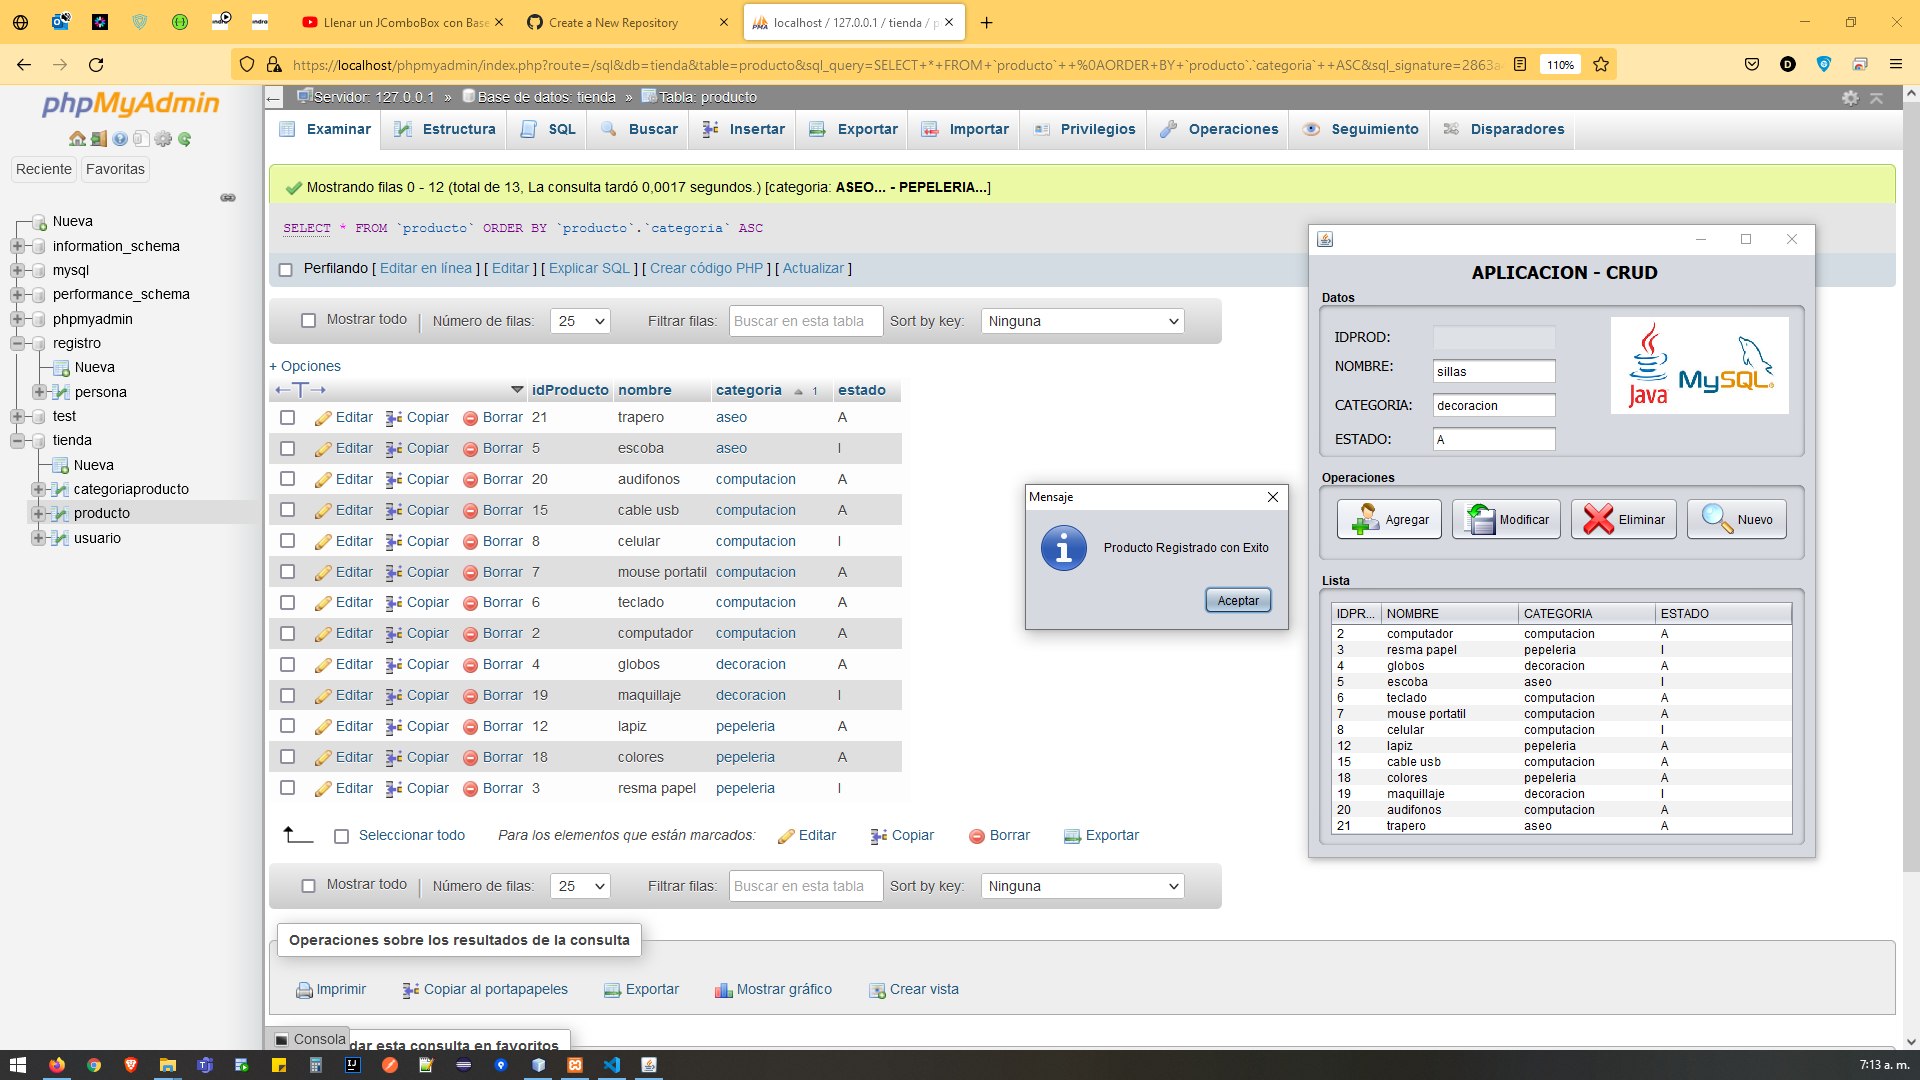 Llenar un JComboBox con Base
Create a New Repository
localhost / 127.0.0.1 / tienda / p
https://localhost/phpmyadmin/index.php?route=/sql&db=tienda&table=producto&sql_query=SELECT+*+FROM+`producto`++%0AORDER+BY+`producto`.`categoria`++ASC&sql_signature=2863a
110%
phpMyAdmin
Reciente
Favoritas
Nueva
information_schema
mysql
performance_schema
phpmyadmin
registro
Nueva
persona
test
tienda
Nueva
categoriaproducto
producto
usuario
Servidor: 127.0.0.1 » Base de datos: tienda » Tabla: producto
Examinar Estructura SQL Buscar Insertar Exportar Importar Privilegios Operaciones Seguimiento Disparadores
Mostrando filas 0 - 12 (total de 13, La consulta tardó 0,0017 segundos.) [categoria: ASEO... - PEPELERIA...]
SELECT * FROM `producto` ORDER BY `producto`.`categoria` ASC
Perfilando [ Editar en línea ] [ Editar ] [ Explicar SQL ] [ Crear código PHP ] [ Actualizar ]
Mostrar todo Número de filas: 25 Filtrar filas: Buscar en esta tabla Sort by key: Ninguna
+ Opciones
idProducto nombre categoria 1 estado
Editar Copiar Borrar 21 trapero aseo A
Editar Copiar Borrar 5 escoba aseo I
Editar Copiar Borrar 20 audifonos computacion A
Editar Copiar Borrar 15 cable usb computacion A
Editar Copiar Borrar 8 celular computacion I
Editar Copiar Borrar 7 mouse portatil computacion A
Editar Copiar Borrar 6 teclado computacion A
Editar Copiar Borrar 2 computador computacion A
Editar Copiar Borrar 4 globos decoracion A
Editar Copiar Borrar 19 maquillaje decoracion I
Editar Copiar Borrar 12 lapiz pepeleria A
Editar Copiar Borrar 18 colores pepeleria A
Editar Copiar Borrar 3 resma papel pepeleria I
Seleccionar todo Para los elementos que están marcados: Editar Copiar Borrar Exportar
Mostrar todo Número de filas: 25 Filtrar filas: Buscar en esta tabla Sort by key: Ninguna
Operaciones sobre los resultados de la consulta
Imprimir Copiar al portapapeles Exportar Mostrar gráfico Crear vista
Consola
dar esta consulta en favoritos
Mensaje
Producto Registrado con Exito
Aceptar
APLICACION - CRUD
Datos
IDPROD:
NOMBRE: sillas
CATEGORIA: decoracion
ESTADO: A
Java
MySQL
Operaciones
Agregar Modificar Eliminar Nuevo
Lista
IDPR... NOMBRE CATEGORIA ESTADO
2 computador computacion A
3 resma papel pepeleria I
4 globos decoracion A
5 escoba aseo I
6 teclado computacion A
7 mouse portatil computacion A
8 celular computacion I
12 lapiz pepeleria A
15 cable usb computacion A
18 colores pepeleria A
19 maquillaje decoracion I
20 audifonos computacion A
21 trapero aseo A
7:13 a. m.